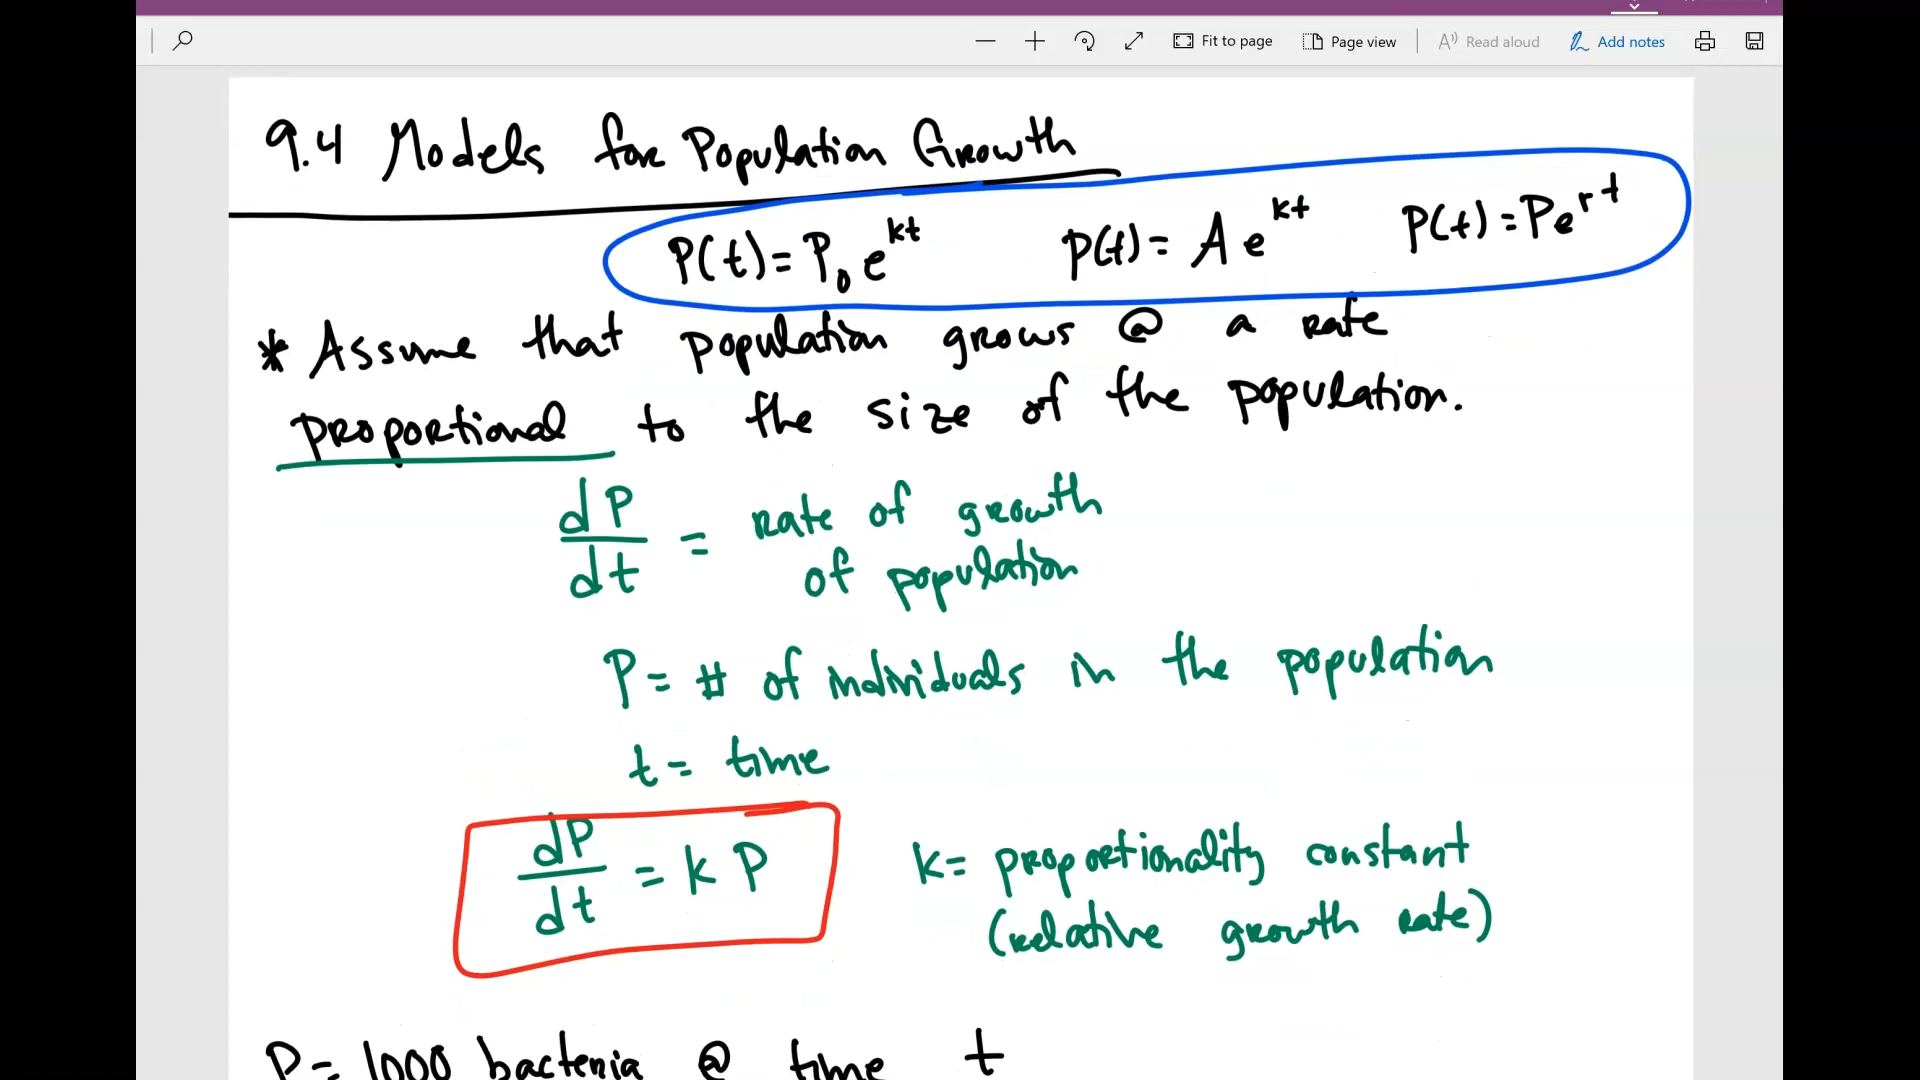 Fit to page Page view Read aloud Add notes
9.4 Models for Population Growth
P(t) = P₀ e^{kt} P(t) = A e^{kt} P(t) = P e^{rt}
* Assume that population grows @ a rate
proportional to the size of the population.
dP/dt = rate of growth
of population
P = # of individuals in the population
t = time
dP/dt = k P k = proportionality constant
(relative growth rate)
P = 1000 bacteria @ time t